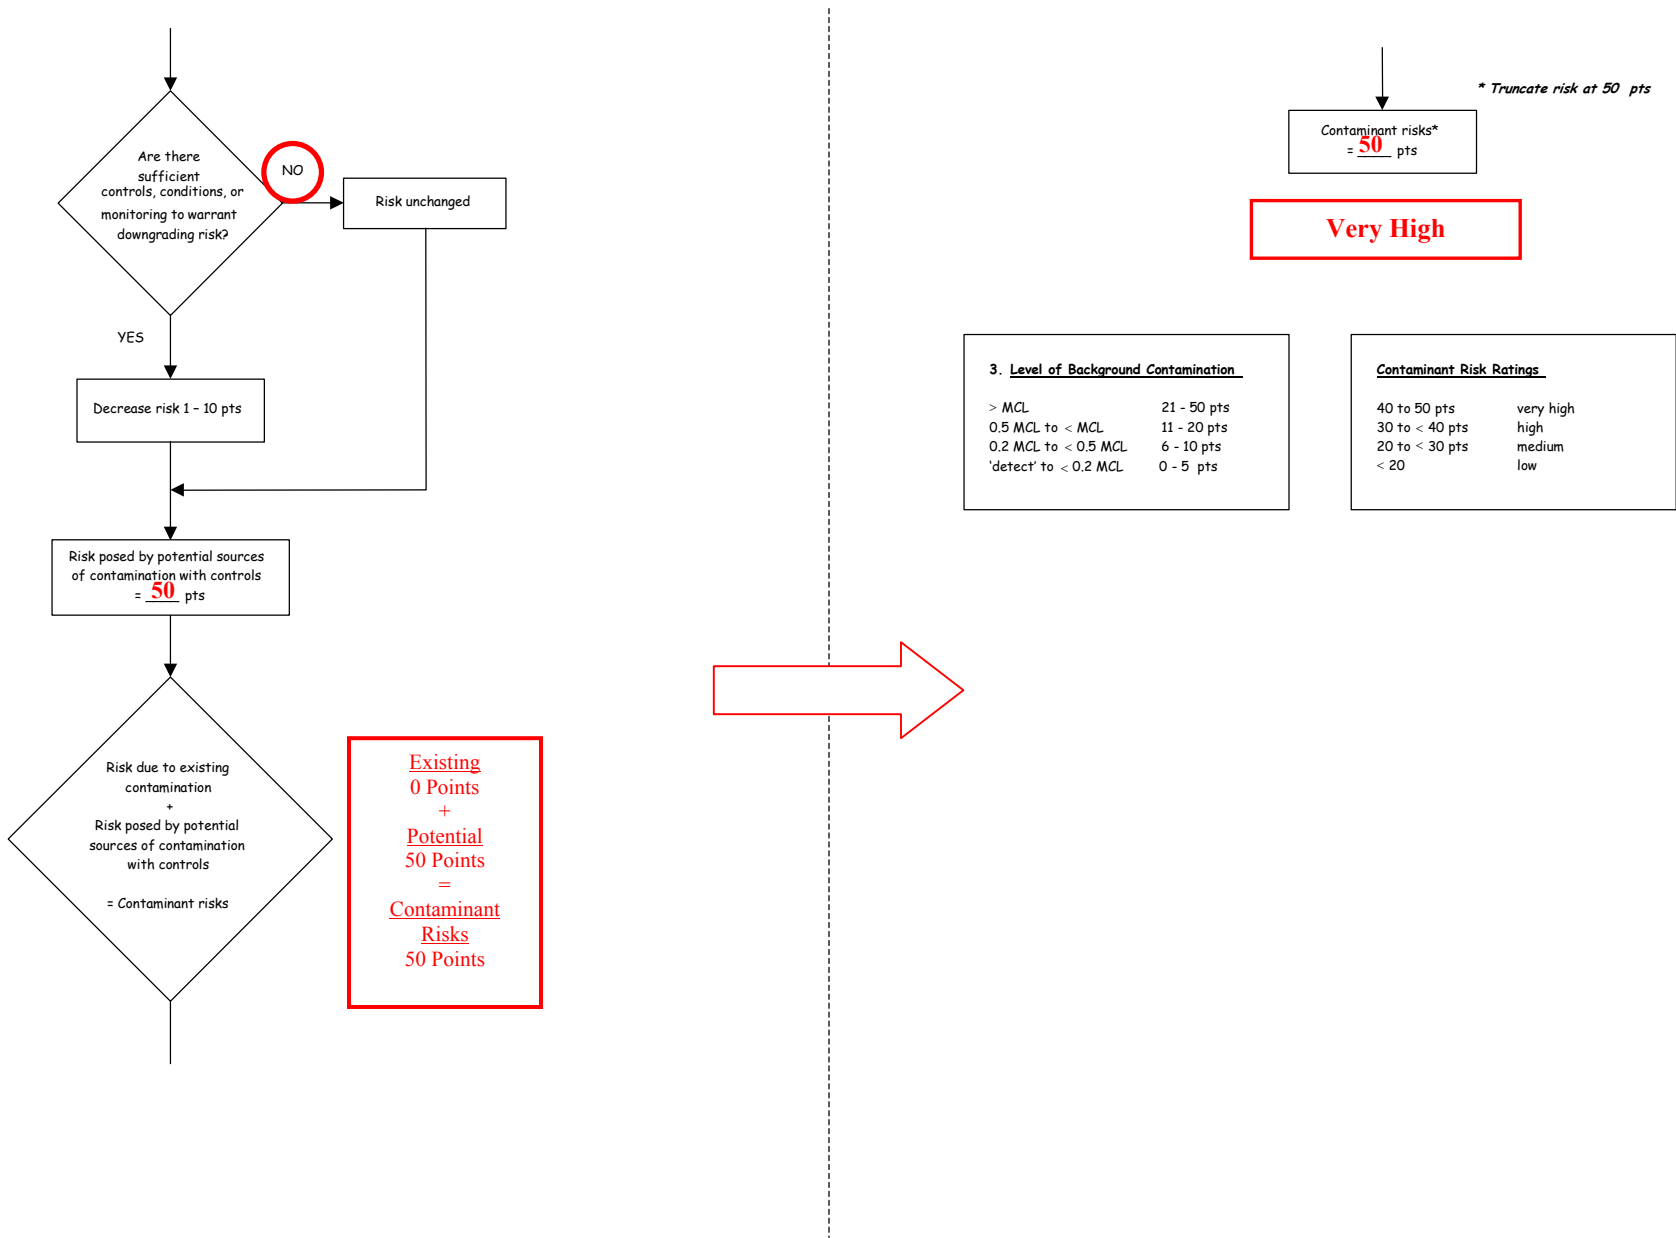 Are there
sufficient
controls, conditions, or
monitoring to warrant
downgrading risk?
NO
Risk unchanged
YES
Decrease risk 1 – 10 pts
Risk posed by potential sources
of contamination with controls
= 50 pts
Risk due to existing
contamination
+
Risk posed by potential
sources of contamination
with controls
= Contaminant risks
Existing
0 Points
+
Potential
50 Points
=
Contaminant
Risks
50 Points
* Truncate risk at 50 pts
Contaminant risks*
= 50 pts
Very High
3. Level of Background Contamination
> MCL 21 - 50 pts
0.5 MCL to < MCL 11 - 20 pts
0.2 MCL to < 0.5 MCL 6 - 10 pts
‘detect’ to < 0.2 MCL 0 - 5 pts
Contaminant Risk Ratings
40 to 50 pts very high
30 to < 40 pts high
20 to < 30 pts medium
< 20 low